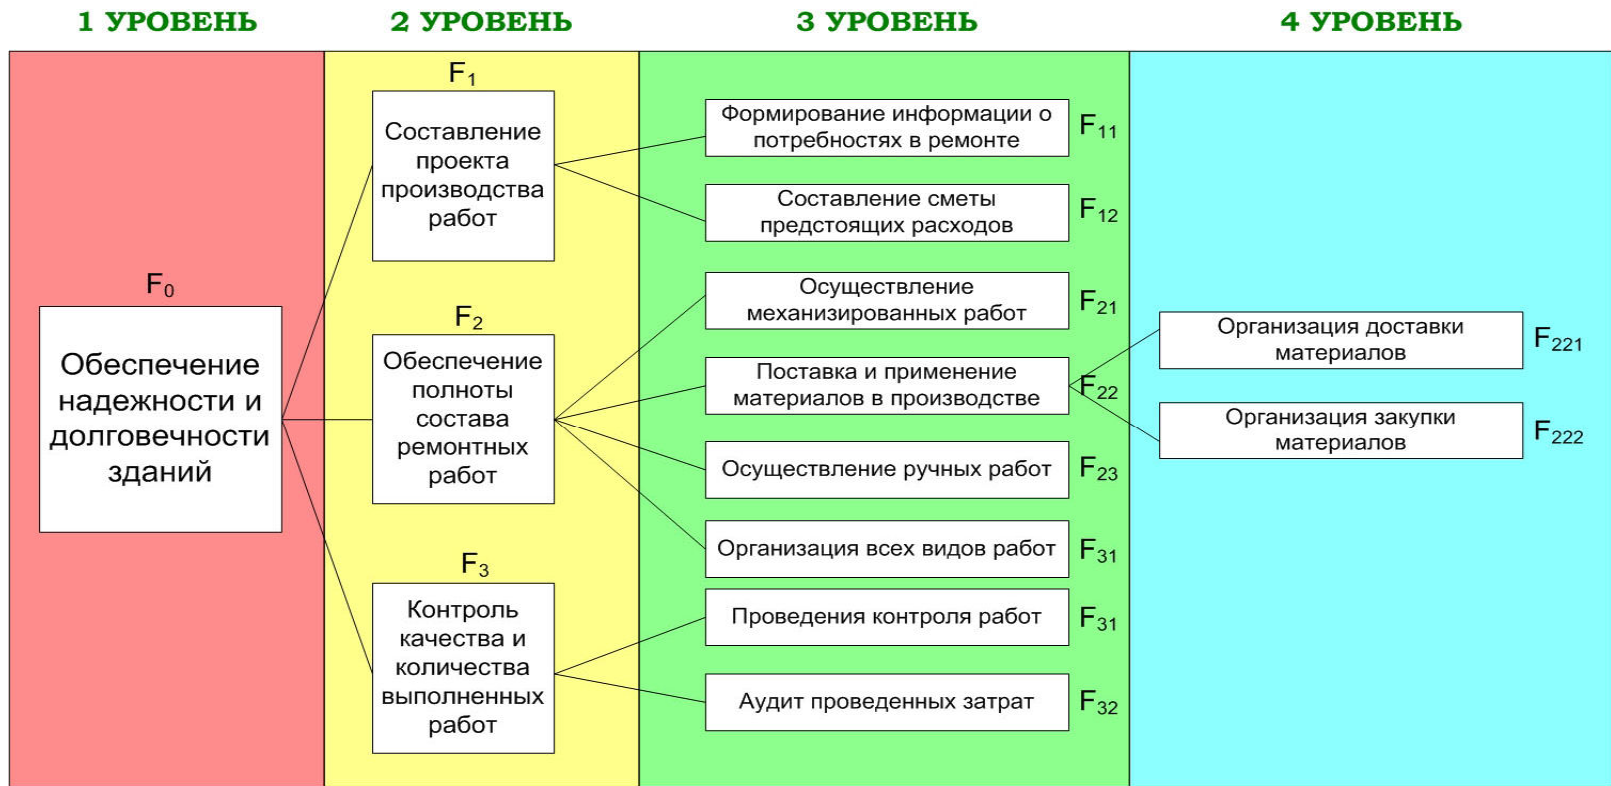 1 УРОВЕНЬ
2 УРОВЕНЬ
3 УРОВЕНЬ
4 УРОВЕНЬ
F0
Обеспечение
надежности и
долговечности
зданий
F1
Составление
проекта
производства
работ
F2
Обеспечение
полноты
состава
ремонтных
работ
F3
Контроль
качества и
количества
выполненных
работ
Формирование информации о
потребностях в ремонте
F11
Составление сметы
предстоящих расходов
F12
Осуществление
механизированных работ
F21
Поставка и применение
материалов в производстве
F22
Осуществление ручных работ
F23
Организация всех видов работ
F31
Проведения контроля работ
F31
Аудит проведенных затрат
F32
Организация доставки
материалов
F221
Организация закупки
материалов
F222